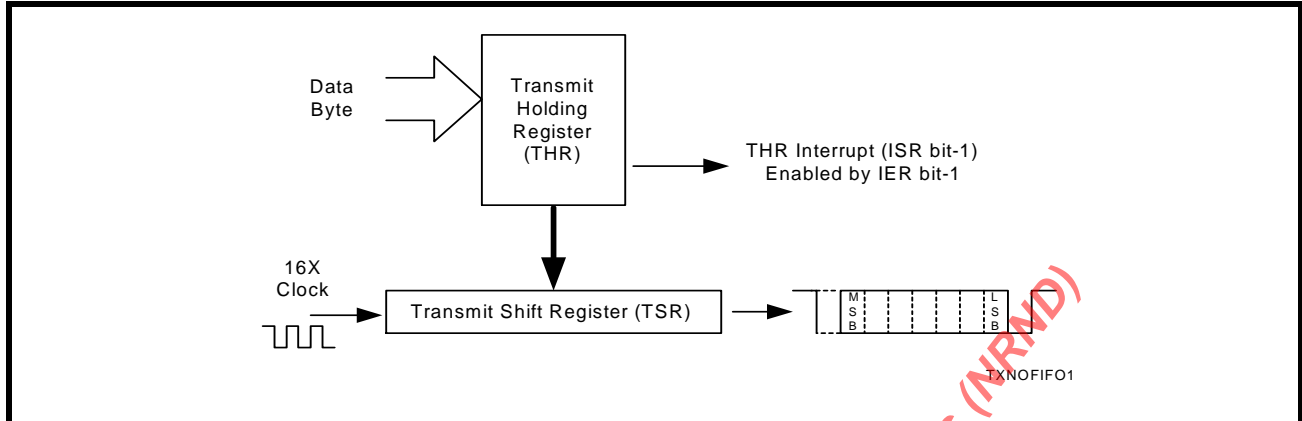 Data
Byte
Transmit
Holding
Register
(THR)
THR Interrupt (ISR bit-1)
Enabled by IER bit-1
16X
Clock
Transmit Shift Register (TSR)
M
S
B
L
S
B
TXNOFIFO1
(NRND)